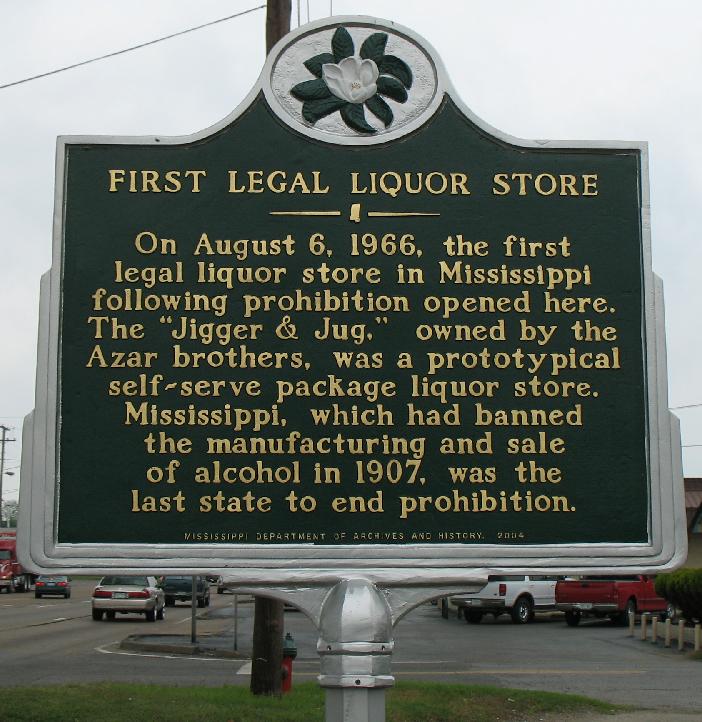 FIRST LEGAL LIQUOR STORE
On August 6, 1966, the first
legal liquor store in Mississippi
following prohibition opened here.
The "Jigger & Jug," owned by the
Azar brothers, was a prototypical
self-serve package liquor store.
Mississippi, which had banned
the manufacturing and sale
of alcohol in 1907, was the
last state to end prohibition.
MISSISSIPPI DEPARTMENT OF ARCHIVES AND HISTORY, 2004